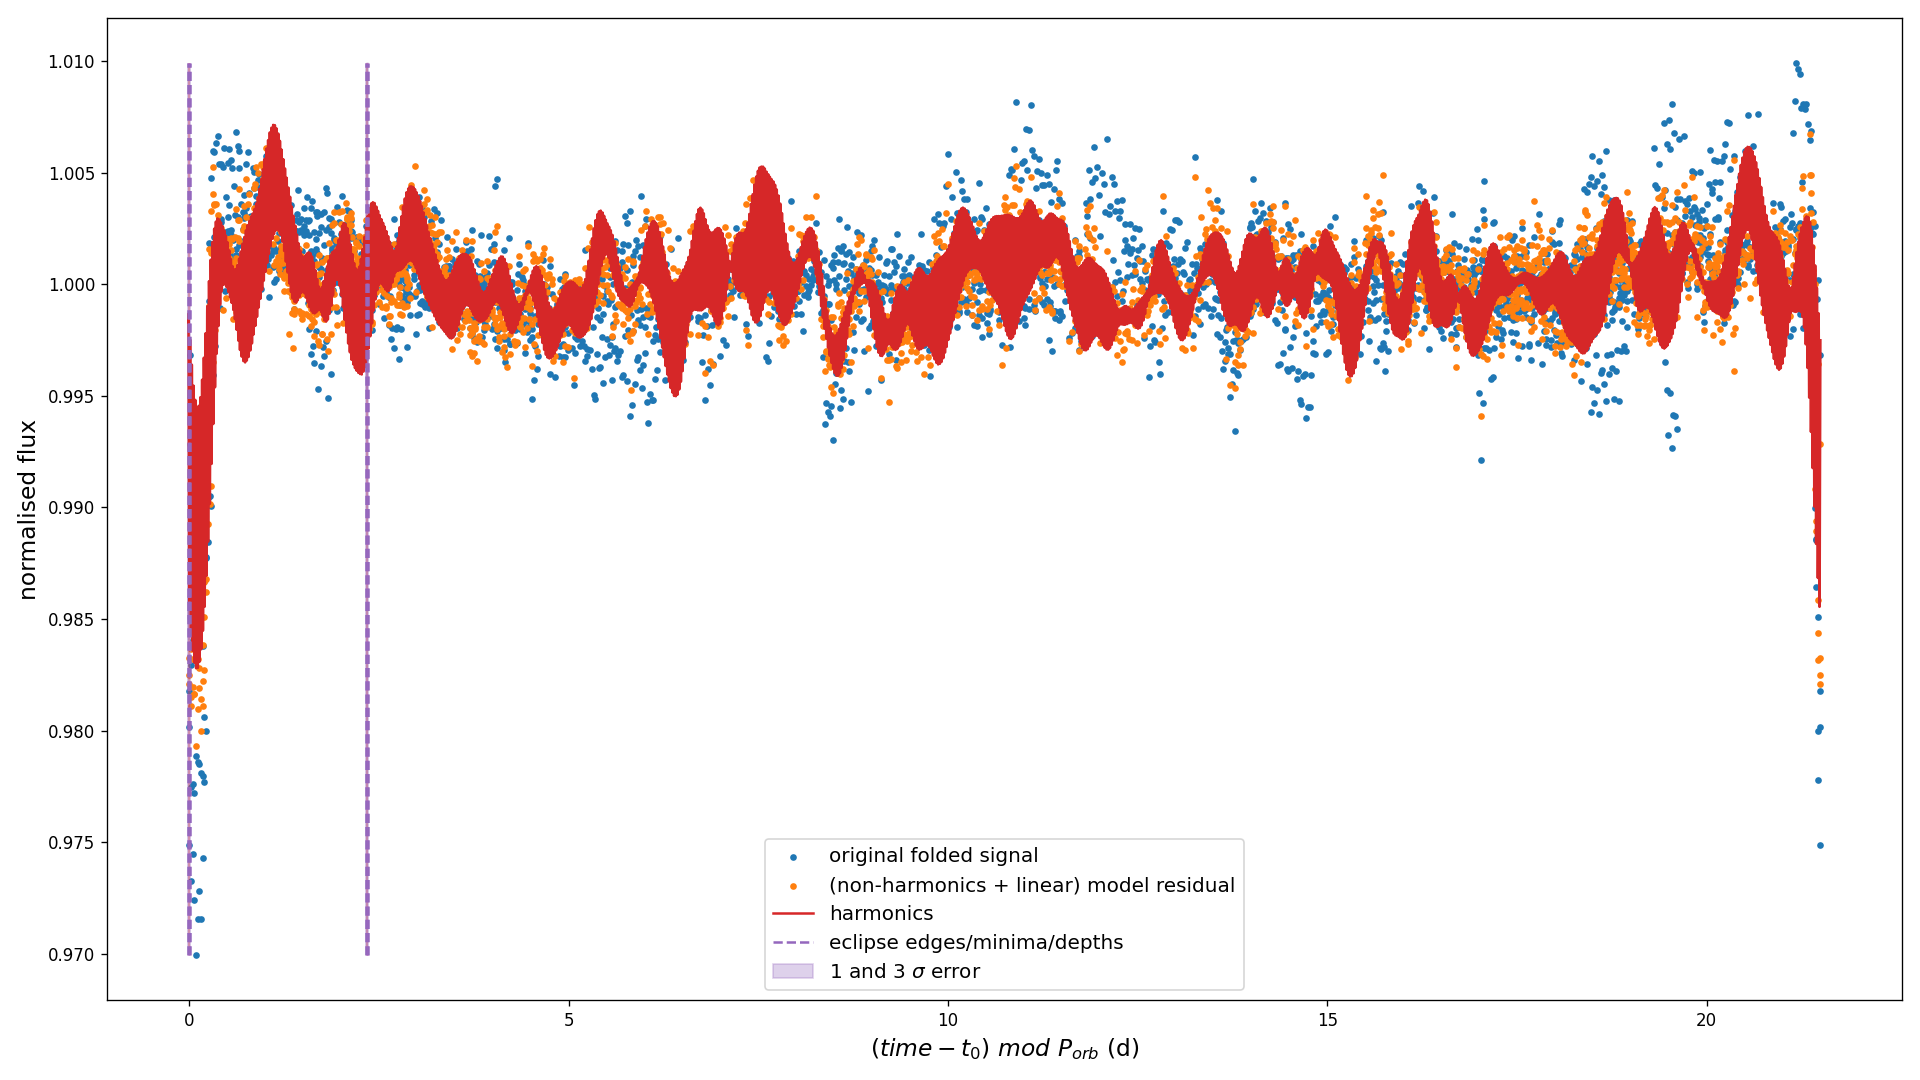 1.010
1.005
1.000
0.995
0.990
0.985
0.980
0.975
0.970
normalised flux
original folded signal
(non-harmonics + linear) model residual
harmonics
eclipse edges/minima/depths
1 and 3 σ error
0 5 10 15 20
(time − t₀) mod Pₒᵣᵦ (d)